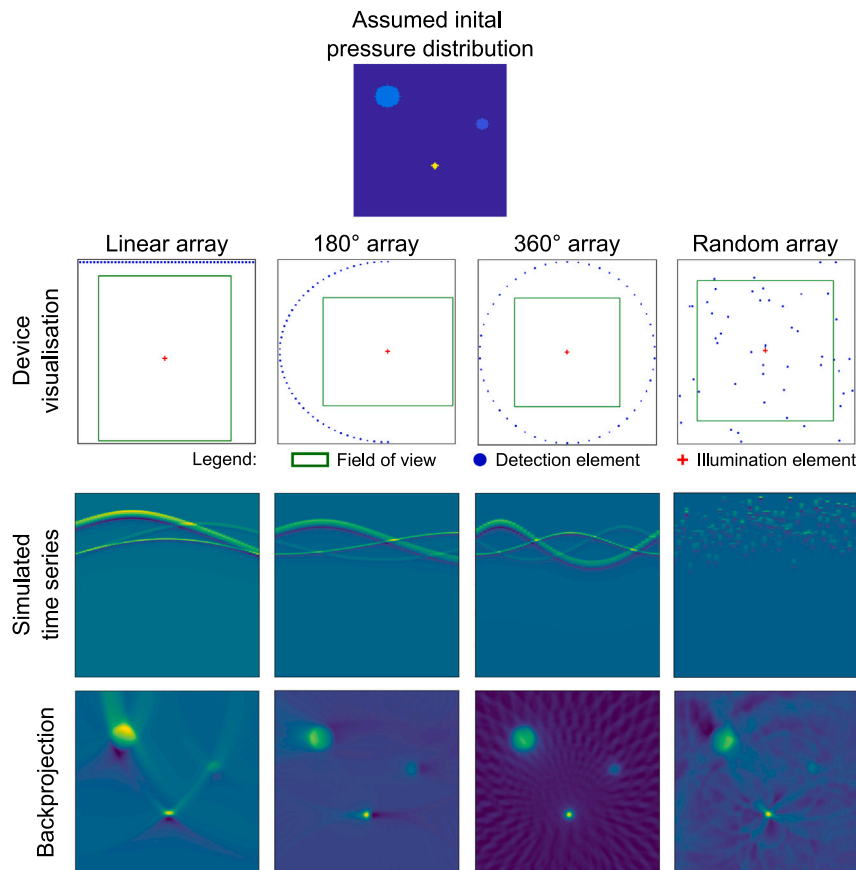 Assumed inital
pressure distribution
Linear array
180° array
360° array
Random array
Device
visualisation
Legend:
Field of view
Detection element
Illumination element
Simulated
time series
Backprojection